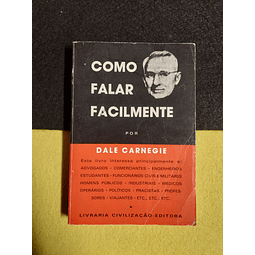 COMO
FALAR
FACILMENTE
POR
DALE CARNEGIE
Este livro interessa principalmente a:
ADVOGADOS - COMERCIANTES - ENGENHEIROS
ESTUDANTES - FUNCIONÁRIOS CIVIS E MILITARES
HOMENS PÚBLICOS - INDUSTRIAIS - MÉDICOS
OPERÁRIOS - POLÍTICOS - PRACISTAS - PROFES
SORES - VIAJANTES - ETC., ETC., ETC.
LIVRARIA CIVILIZAÇÃO EDITORA